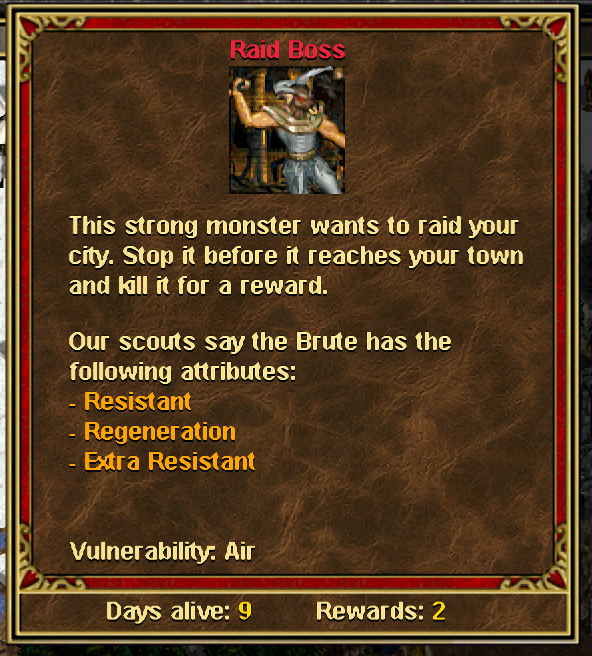 Raid Boss
This strong monster wants to raid your
city. Stop it before it reaches your town
and kill it for a reward.
Our scouts say the Brute has the
following attributes:
- Resistant
- Regeneration
- Extra Resistant
Vulnerability: Air
Days alive: 9 Rewards: 2